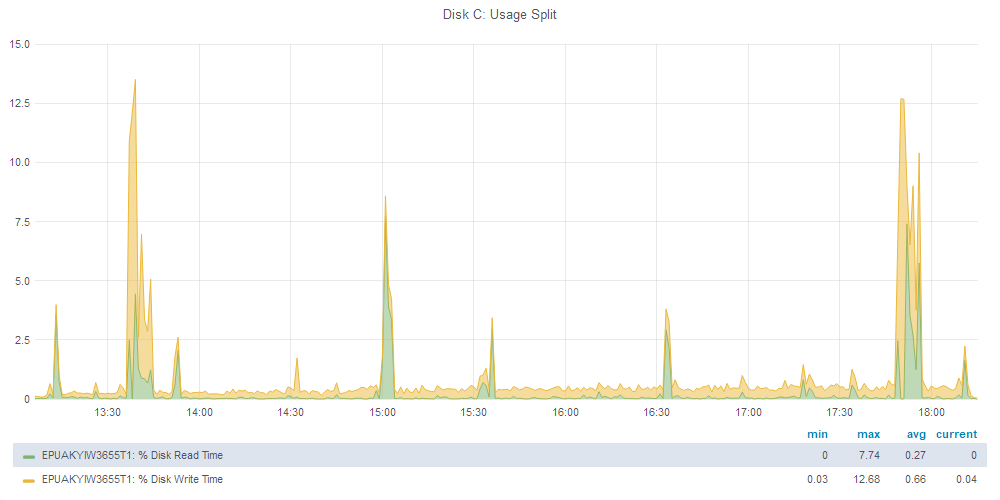 Disk C: Usage Split
15.0
12.5
10.0
7.5
5.0
2.5
0
13:30 14:00 14:30 15:00 15:30 16:00 16:30 17:00 17:30 18:00
min max avg current
EPUAKYIW3655T1: % Disk Read Time 0 7.74 0.27 0
EPUAKYIW3655T1: % Disk Write Time 0.03 12.68 0.66 0.04